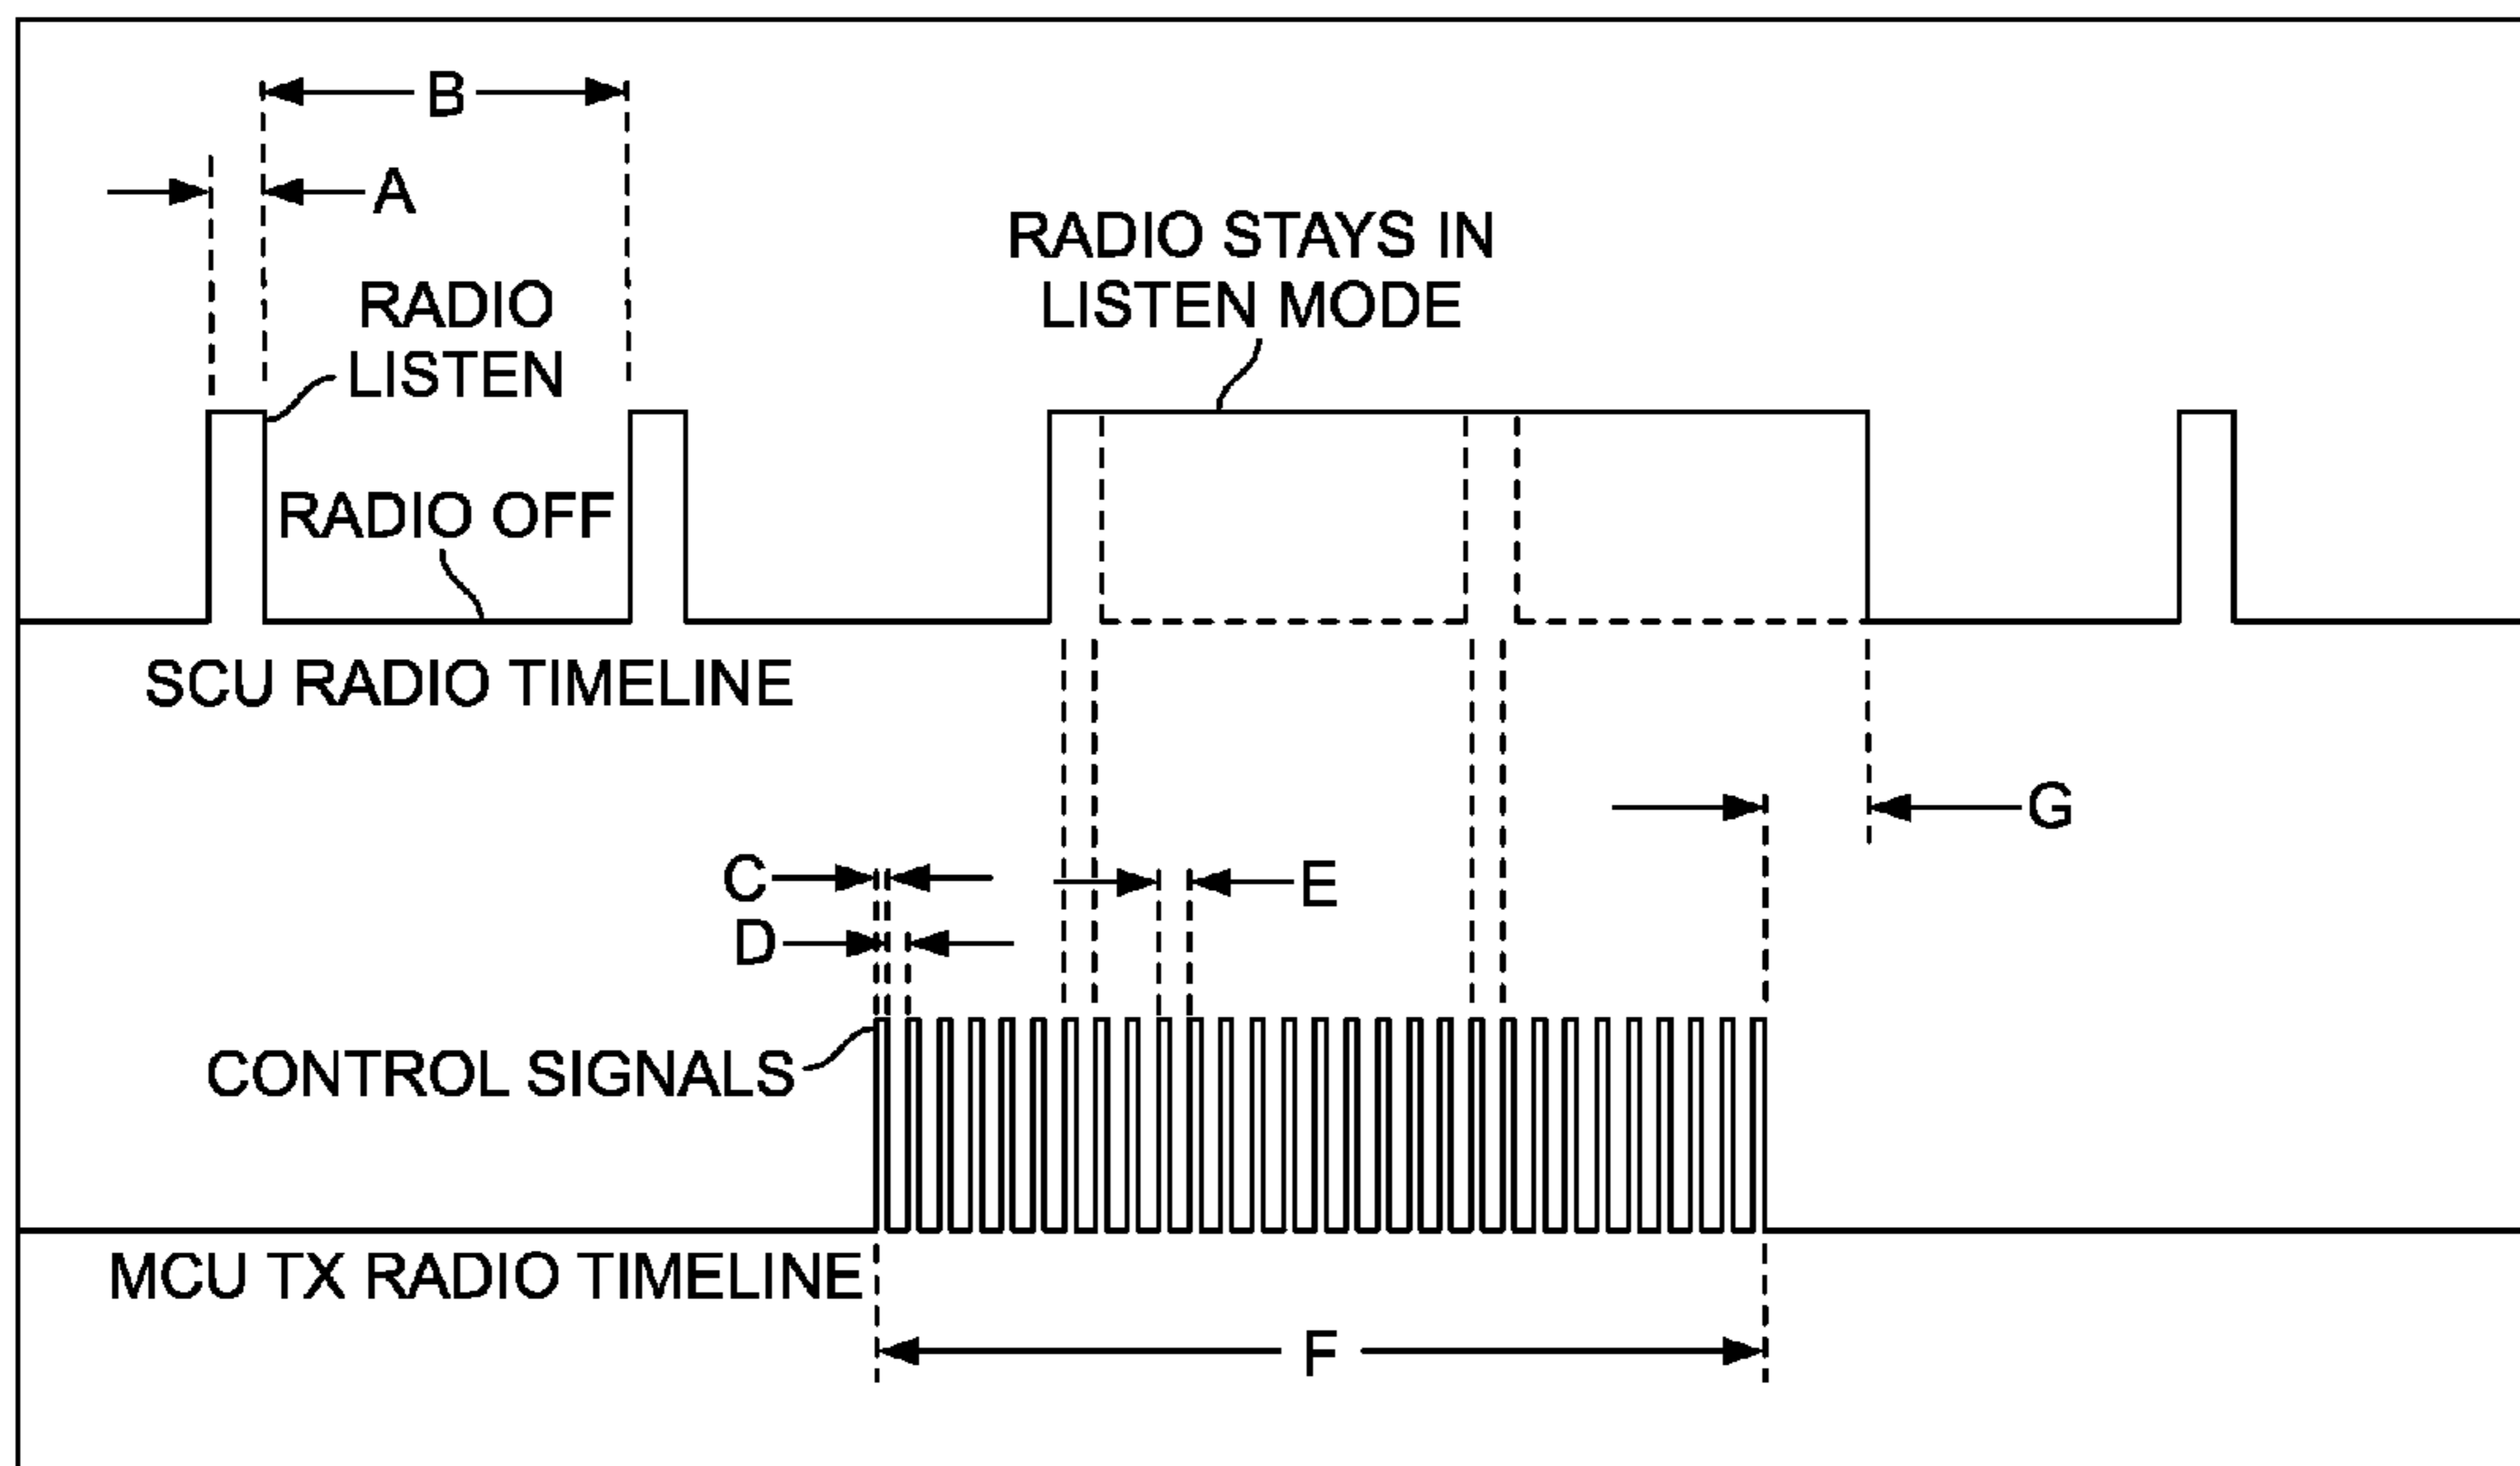 B
A
RADIO STAYS IN
LISTEN MODE
RADIO
LISTEN
RADIO OFF
SCU RADIO TIMELINE
G
C
E
D
CONTROL SIGNALS
MCU TX RADIO TIMELINE
F